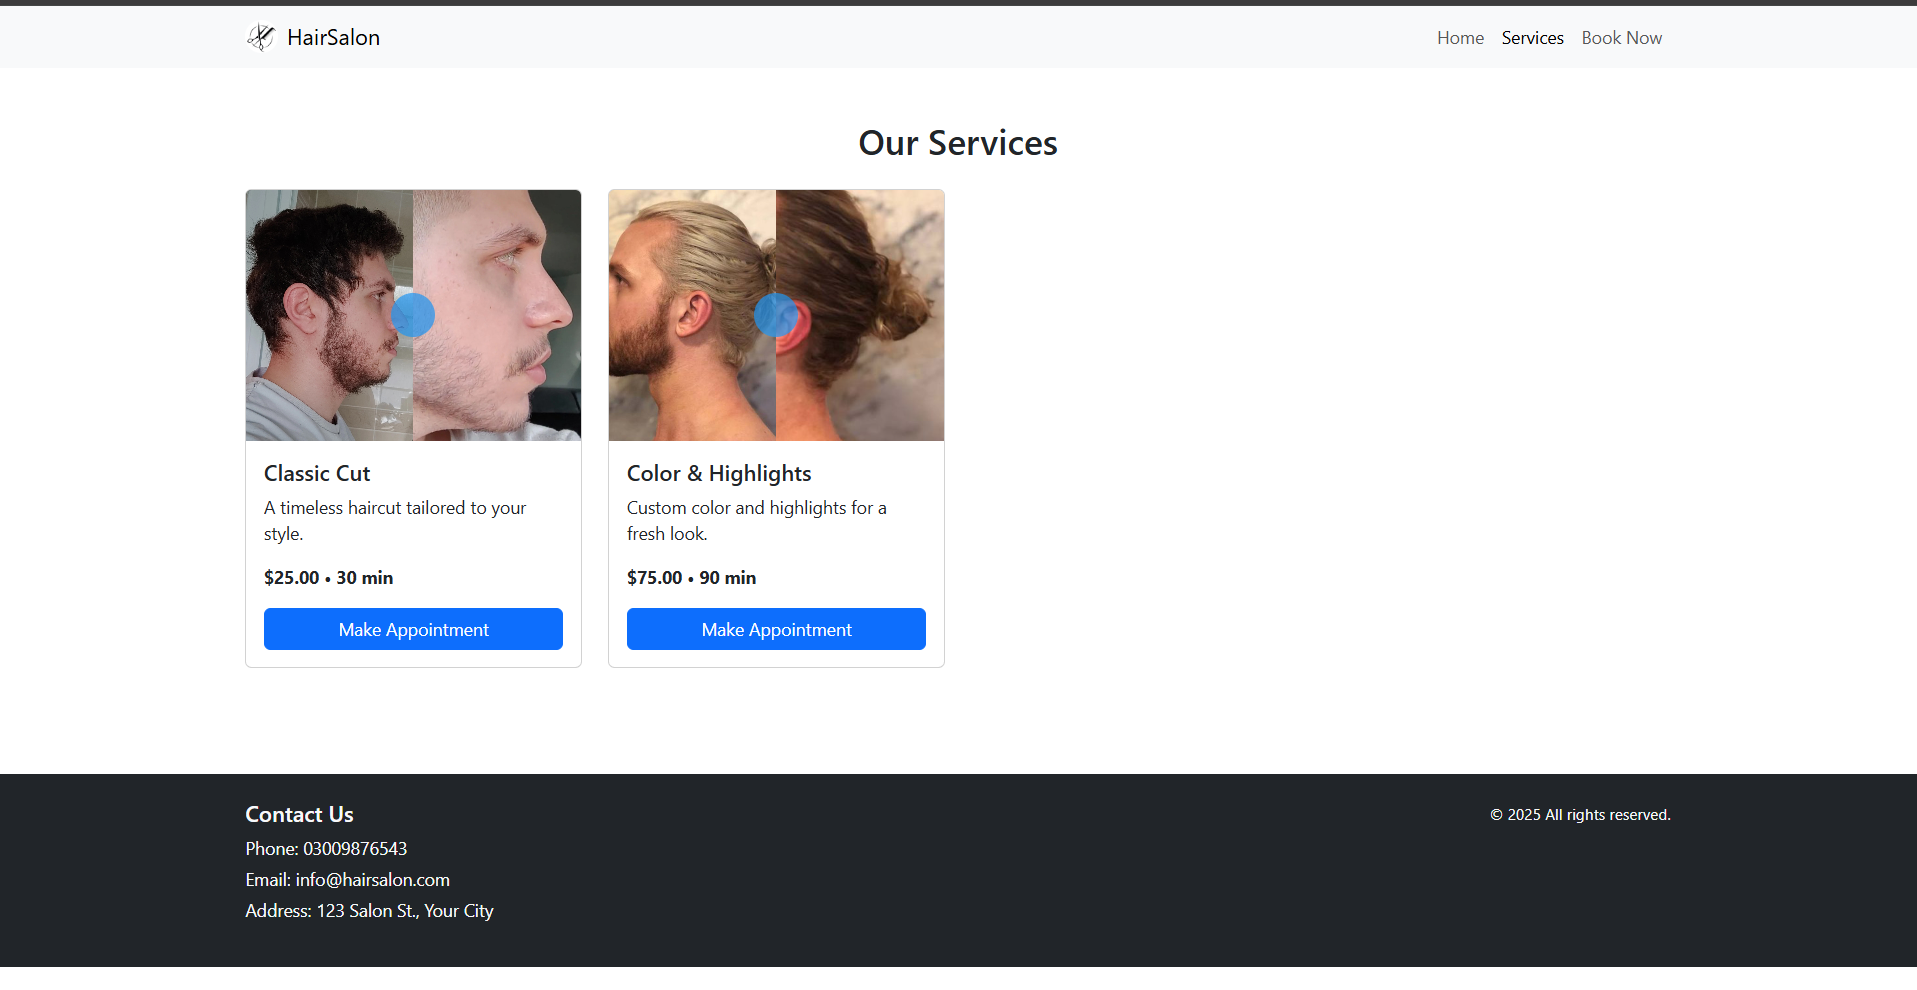 HairSalon
Home Services Book Now
Our Services
Classic Cut
A timeless haircut tailored to your
style.
$25.00 • 30 min
Make Appointment
Color & Highlights
Custom color and highlights for a
fresh look.
$75.00 • 90 min
Make Appointment
Contact Us
Phone: 03009876543
Email: info@hairsalon.com
Address: 123 Salon St., Your City
© 2025 All rights reserved.